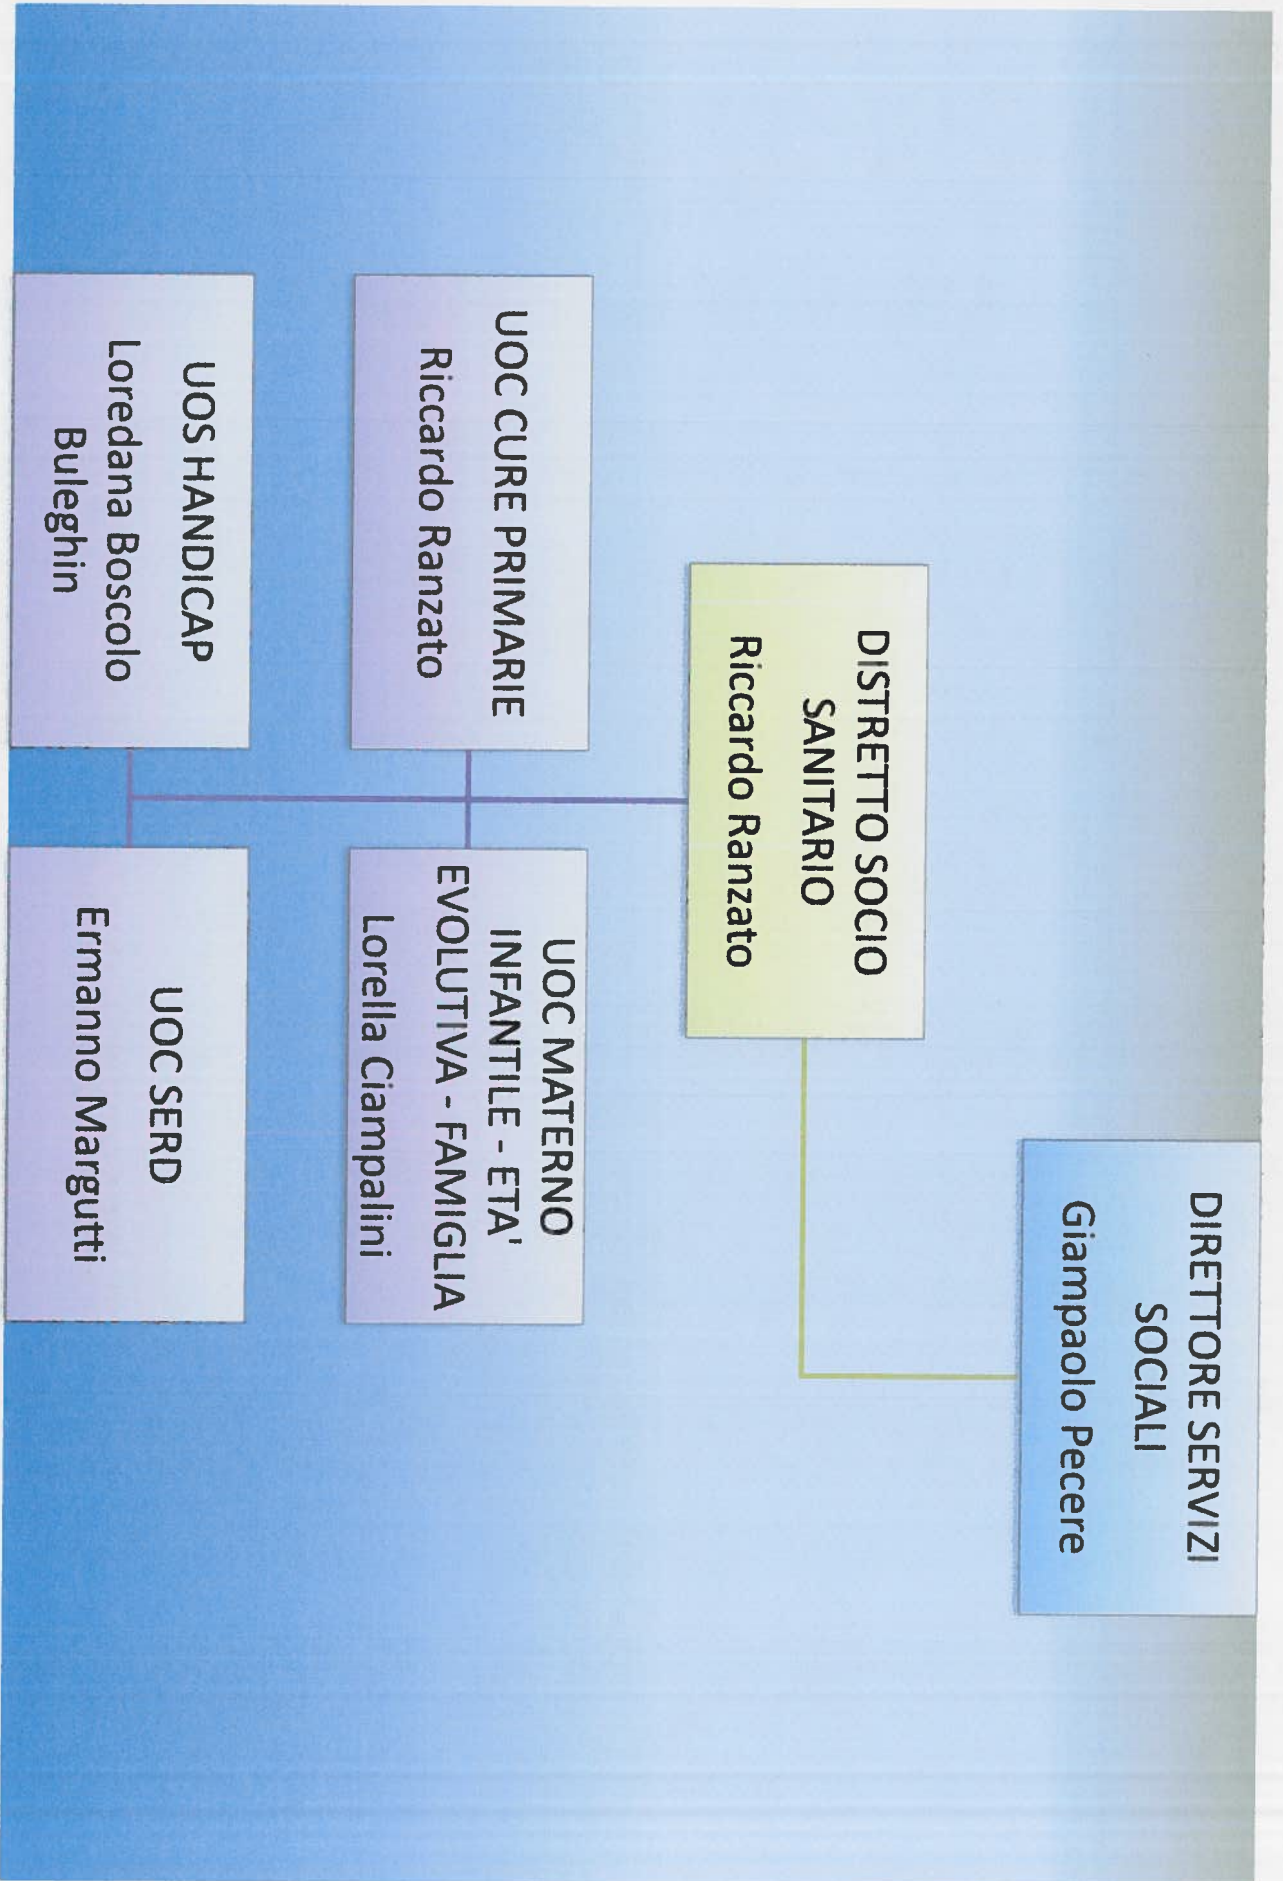 DIRETTORE SERVIZI
SOCIALI
Giampaolo Pecere
DISTRETTO SOCIO
SANITARIO
Riccardo Ranzato
UOC CURE PRIMARIE
Riccardo Ranzato
UOC MATERNO
INFANTILE - ETA'
EVOLUTIVA - FAMIGLIA
Lorella Ciampalini
UOS HANDICAP
Loredana Boscolo
Buleghin
UOC SERD
Ermanno Margutti